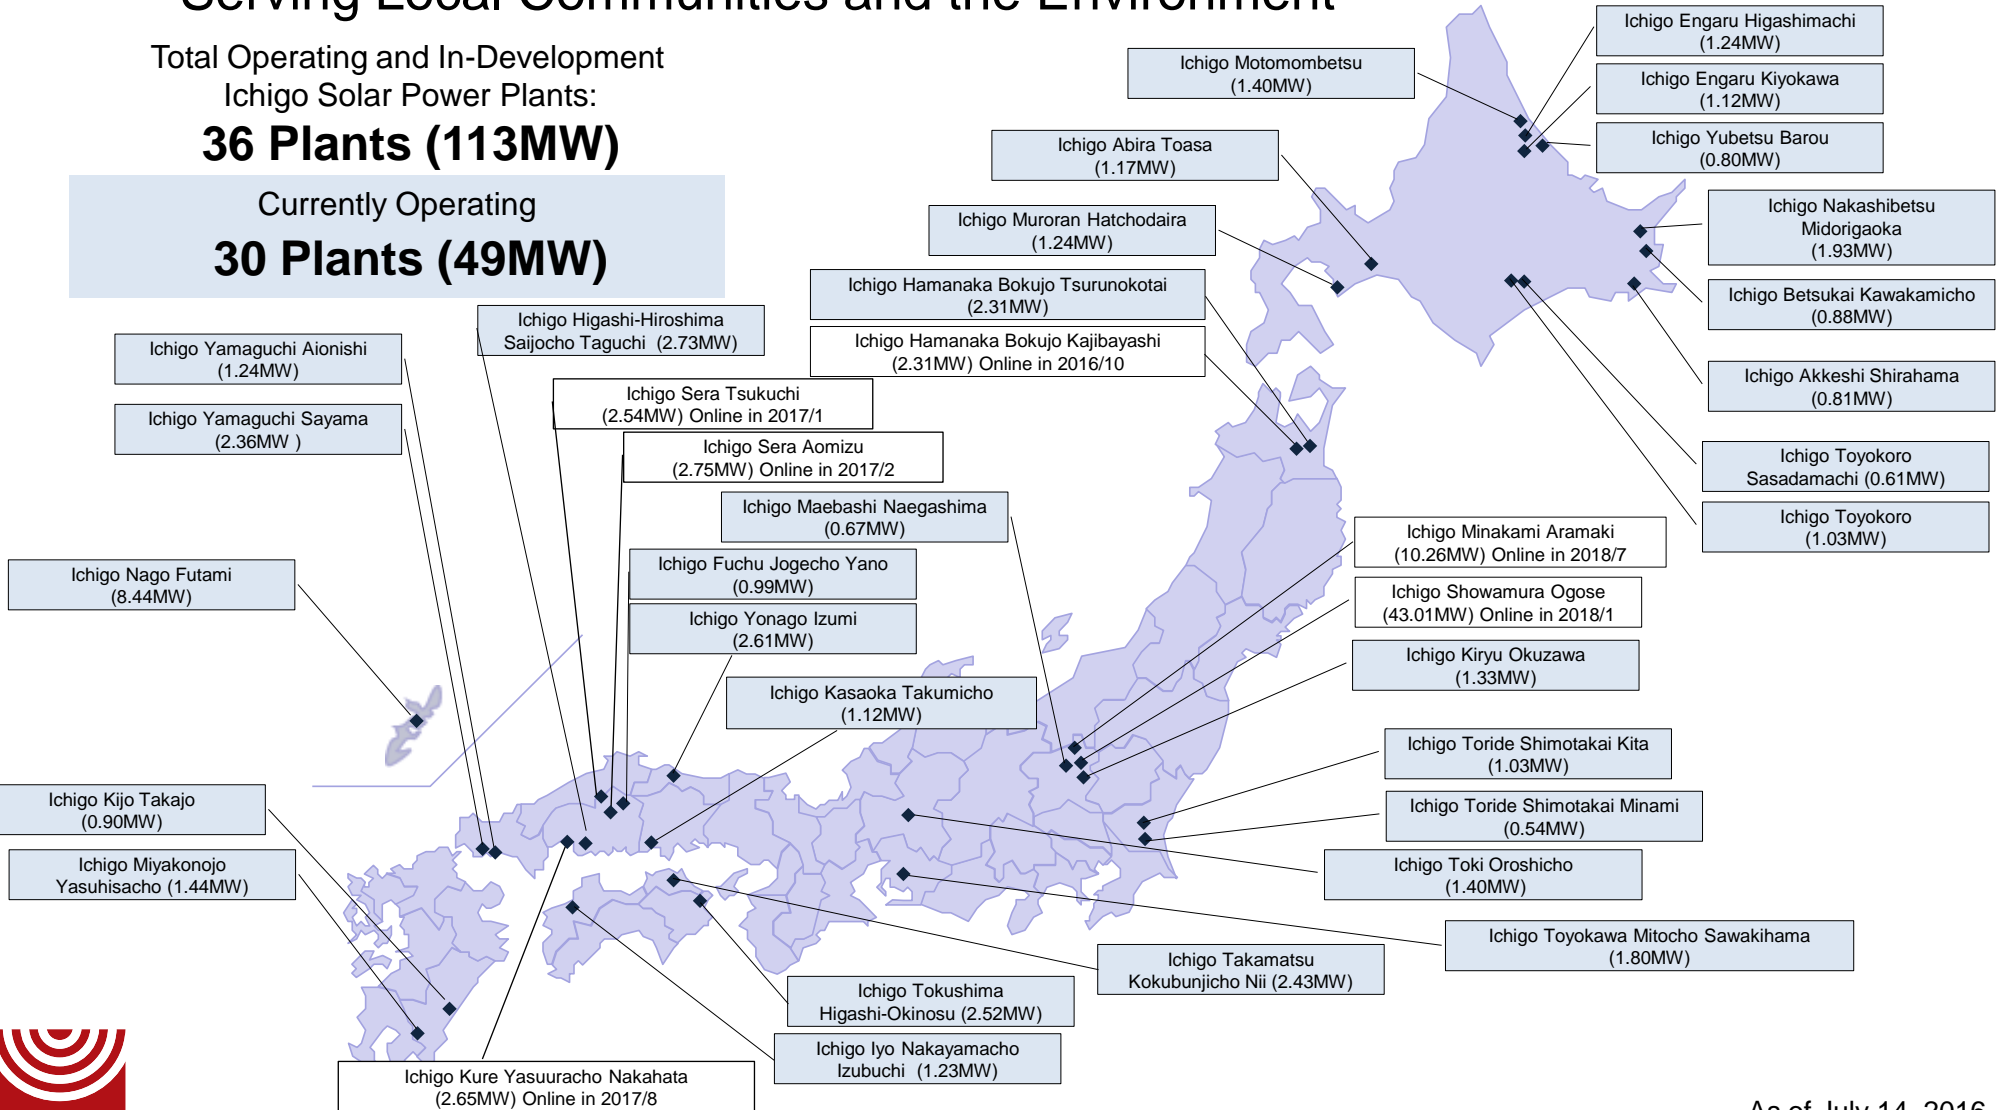 Serving Local Communities and the Environment
Total Operating and In-Development
Ichigo Solar Power Plants:
36 Plants (113MW)
Currently Operating
30 Plants (49MW)
Ichigo Engaru Higashimachi
(1.24MW)
Ichigo Motomombetsu
(1.40MW)
Ichigo Engaru Kiyokawa
(1.12MW)
Ichigo Yubetsu Barou
(0.80MW)
Ichigo Abira Toasa
(1.17MW)
Ichigo Nakashibetsu
Midorigaoka
(1.93MW)
Ichigo Muroran Hatchodaira
(1.24MW)
Ichigo Hamanaka Bokujo Tsurunokotai
(2.31MW)
Ichigo Betsukai Kawakamicho
(0.88MW)
Ichigo Higashi-Hiroshima
Saijocho Taguchi (2.73MW)
Ichigo Hamanaka Bokujo Kajibayashi
(2.31MW) Online in 2016/10
Ichigo Yamaguchi Aionishi
(1.24MW)
Ichigo Akkeshi Shirahama
(0.81MW)
Ichigo Sera Tsukuchi
(2.54MW) Online in 2017/1
Ichigo Yamaguchi Sayama
(2.36MW )
Ichigo Sera Aomizu
(2.75MW) Online in 2017/2
Ichigo Toyokoro
Sasadamachi (0.61MW)
Ichigo Maebashi Naegashima
(0.67MW)
Ichigo Toyokoro
(1.03MW)
Ichigo Minakami Aramaki
(10.26MW) Online in 2018/7
Ichigo Fuchu Jogecho Yano
(0.99MW)
Ichigo Nago Futami
(8.44MW)
Ichigo Showamura Ogose
(43.01MW) Online in 2018/1
Ichigo Yonago Izumi
(2.61MW)
Ichigo Kiryu Okuzawa
(1.33MW)
Ichigo Kasaoka Takumicho
(1.12MW)
Ichigo Toride Shimotakai Kita
(1.03MW)
Ichigo Kijo Takajo
(0.90MW)
Ichigo Toride Shimotakai Minami
(0.54MW)
Ichigo Miyakonojo
Yasuhisacho (1.44MW)
Ichigo Toki Oroshicho
(1.40MW)
Ichigo Toyokawa Mitocho Sawakihama
(1.80MW)
Ichigo Takamatsu
Kokubunjicho Nii (2.43MW)
Ichigo Tokushima
Higashi-Okinosu (2.52MW)
Ichigo Iyo Nakayamacho
Izubuchi (1.23MW)
Ichigo Kure Yasuuracho Nakahata
(2.65MW) Online in 2017/8
As of July 14, 2016